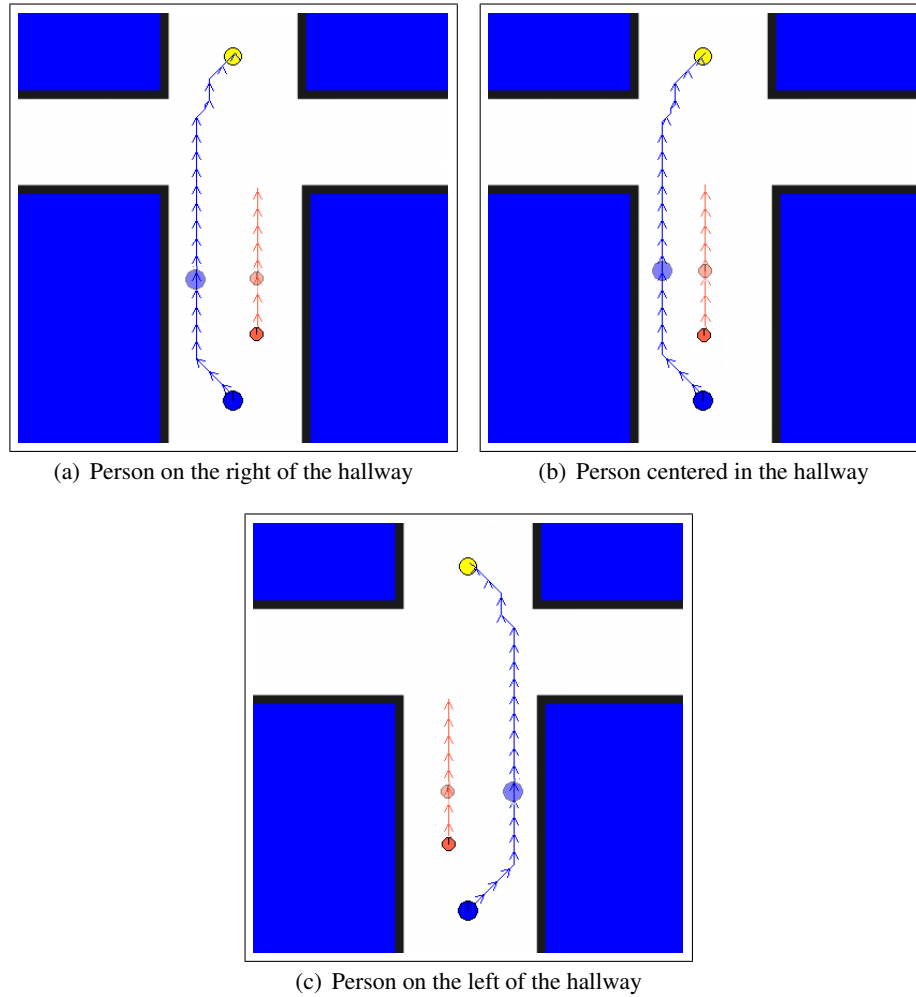 (a) Person on the right of the hallway
(b) Person centered in the hallway
(c) Person on the left of the hallway